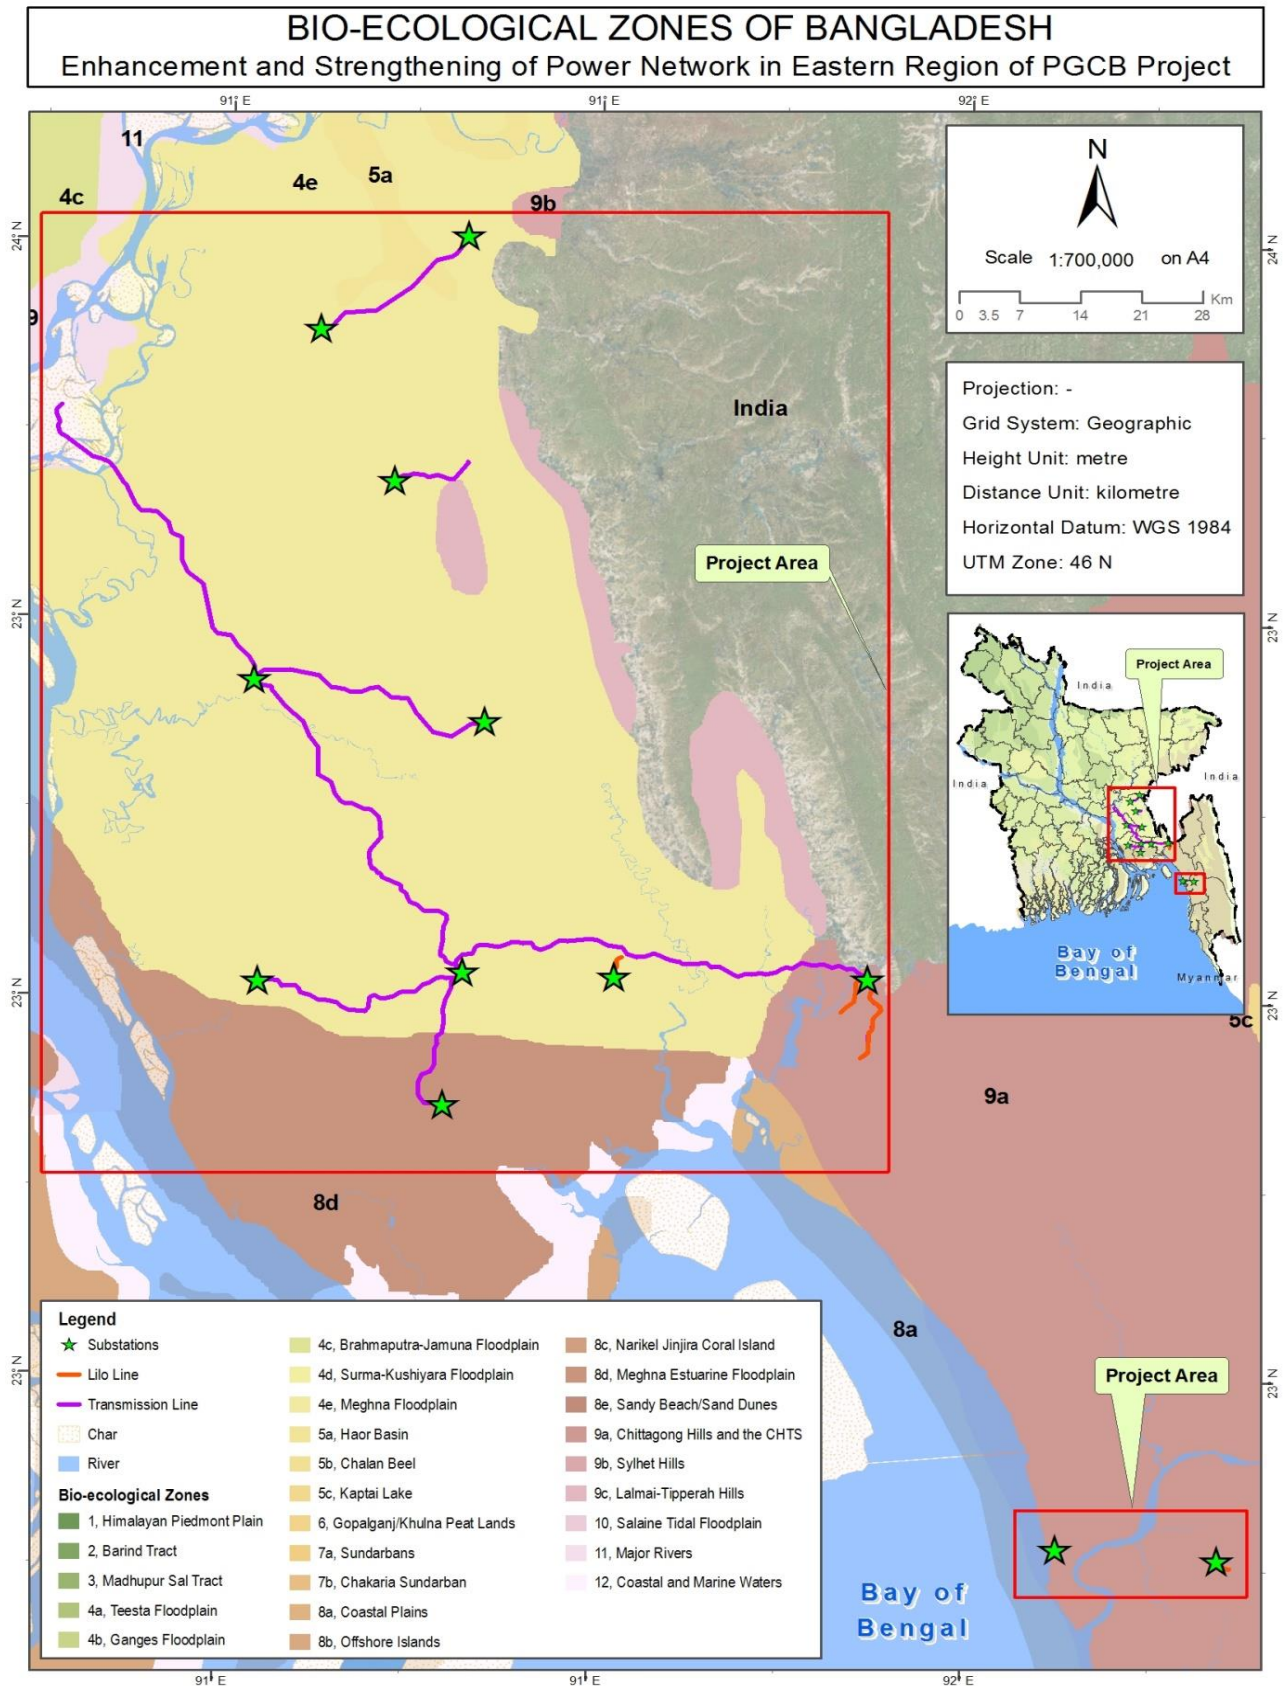 BIO-ECOLOGICAL ZONES OF BANGLADESH
Enhancement and Strengthening of Power Network in Eastern Region of PGCB Project
91° E
91° E
92° E
11
4c
4e
5a
9b
9
24° N
24° N
23° N
23° N
23° N
23° N
23° N
23° N
India
Project Area
N
Scale 1:700,000 on A4
Km
0 3.5 7 14 21 28
Projection: -
Grid System: Geographic
Height Unit: metre
Distance Unit: kilometre
Horizontal Datum: WGS 1984
UTM Zone: 46 N
Project Area
India
India
India
Bay of
Bengal
Myanmar
5c
9a
8d
8a
Project Area
Bay of
Bengal
Legend
Substations
Lilo Line
Transmission Line
Char
River
Bio-ecological Zones
1, Himalayan Piedmont Plain
2, Barind Tract
3, Madhupur Sal Tract
4a, Teesta Floodplain
4b, Ganges Floodplain
4c, Brahmaputra-Jamuna Floodplain
4d, Surma-Kushiyara Floodplain
4e, Meghna Floodplain
5a, Haor Basin
5b, Chalan Beel
5c, Kaptai Lake
6, Gopalganj/Khulna Peat Lands
7a, Sundarbans
7b, Chakaria Sundarban
8a, Coastal Plains
8b, Offshore Islands
8c, Narikel Jinjira Coral Island
8d, Meghna Estuarine Floodplain
8e, Sandy Beach/Sand Dunes
9a, Chittagong Hills and the CHTS
9b, Sylhet Hills
9c, Lalmai-Tipperah Hills
10, Salaine Tidal Floodplain
11, Major Rivers
12, Coastal and Marine Waters
91° E
91° E
92° E